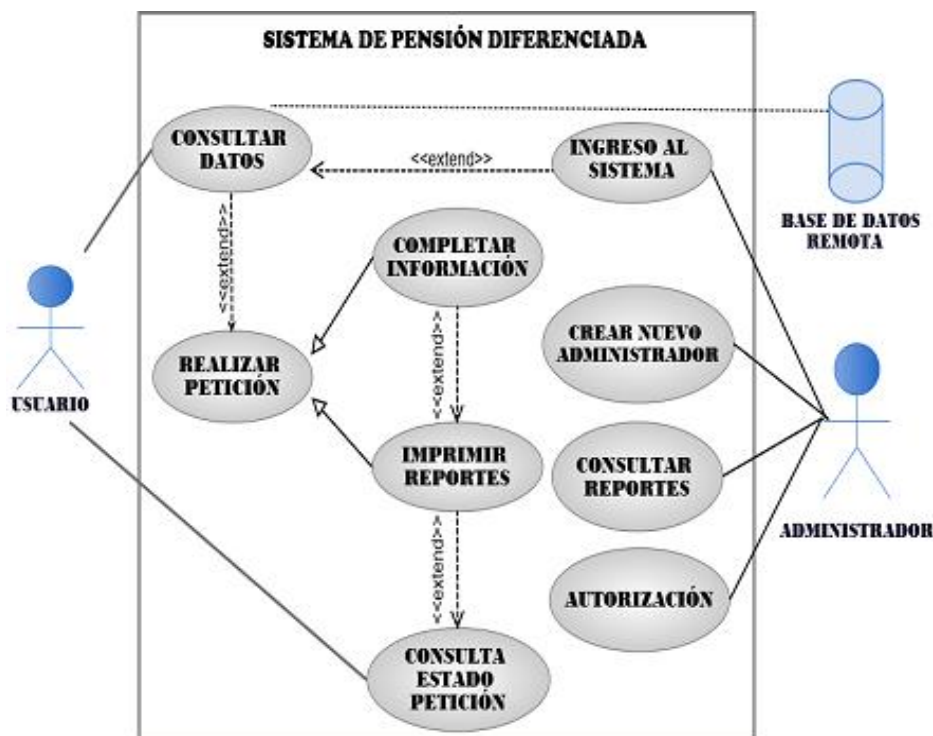 SISTEMA DE PENSIÓN DIFERENCIADA
CONSULTAR
DATOS
<<extend>>
INGRESO AL
SISTEMA
BASE DE DATOS
REMOTA
<<extend>>
COMPLETAR
INFORMACIÓN
CREAR NUEVO
ADMINISTRADOR
REALIZAR
PETICIÓN
<<extend>>
USUARIO
IMPRIMIR
REPORTES
CONSULTAR
REPORTES
ADMINISTRADOR
<<extend>>
AUTORIZACIÓN
CONSULTA
ESTADO
PETICIÓN